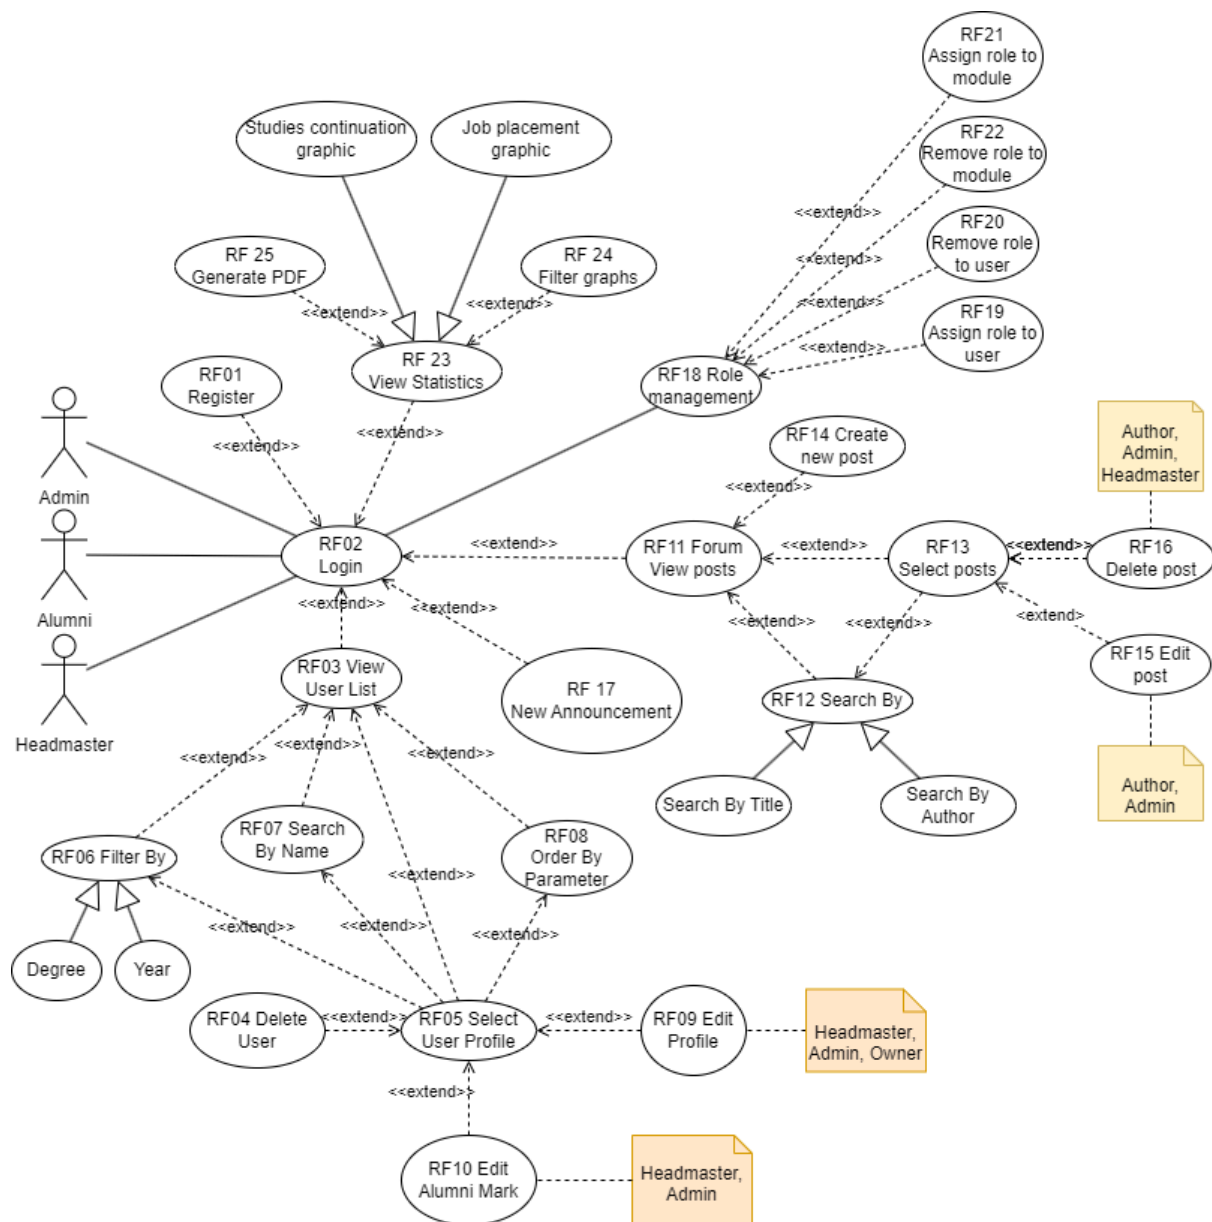 RF21
Assign role to
module
Studies continuation
graphic
Job placement
graphic
RF22
Remove role to
module
<<extend>>
RF20
Remove role
to user
RF 25
Generate PDF
RF 24
Filter graphs
<<extend>>
<<extend>>
<<extend>>
RF19
Assign role to
user
<<extend>>
RF 23
View Statistics
RF01
Register
RF18 Role
management
<<extend>>
<<extend>>
Admin
RF14 Create
new post
Author,
Admin,
Headmaster
<<extend>>
RF02
Login
<<extend>>
RF11 Forum
View posts
<<extend>>
RF13
Select posts
<<extend>>
RF16
Delete post
Alumni
<<extend>>
<<extend>>
<<extend>>
<extend>
RF03 View
User List
RF 17
New Announcement
RF15 Edit
post
RF12 Search By
Headmaster
<<extend>>
<<extend>>
<<extend>>
Search By Title
Search By
Author
Author,
Admin
RF06 Filter By
RF07 Search
By Name
RF08
Order By
Parameter
<<extend>>
<<extend>>
<<extend>>
<<extend>>
Degree
Year
RF04 Delete
User
<<extend>>
RF05 Select
User Profile
<<extend>>
RF09 Edit
Profile
Headmaster,
Admin, Owner
<<extend>>
RF10 Edit
Alumni Mark
Headmaster,
Admin